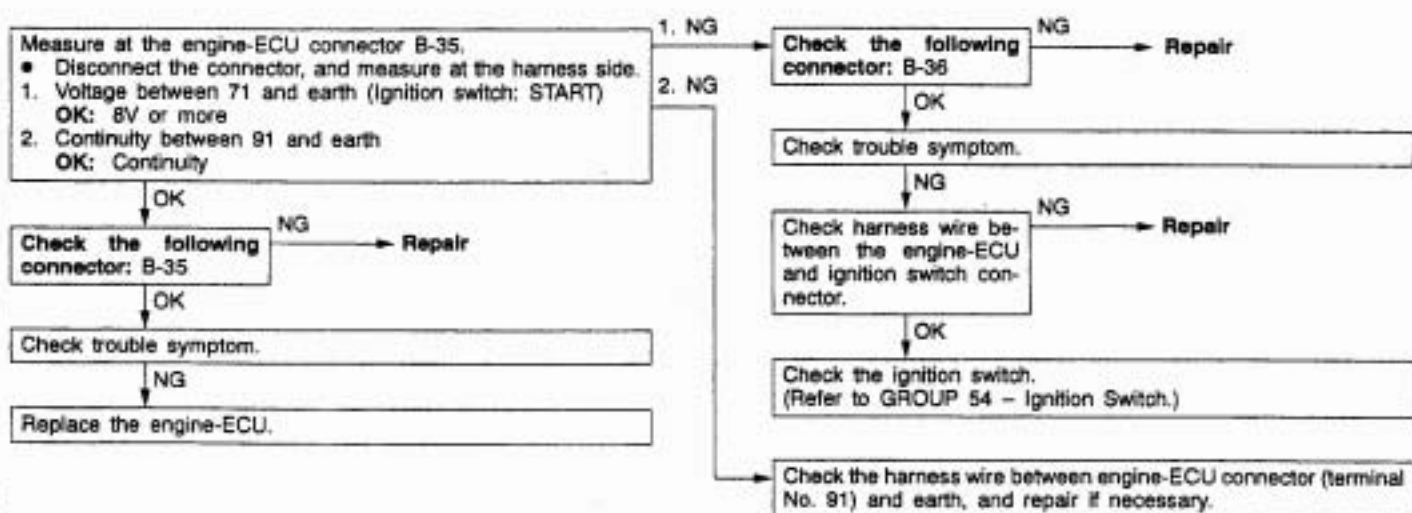 Measure at the engine-ECU connector B-35.
● Disconnect the connector, and measure at the harness side.
1. Voltage between 71 and earth (Ignition switch: START)
OK: 8V or more
2. Continuity between 91 and earth
OK: Continuity
OK
Check the following
connector: B-35
NG
Repair
OK
Check trouble symptom.
NG
Replace the engine-ECU.
1. NG
2. NG
Check the following
connector: B-36
NG
Repair
OK
Check trouble symptom.
NG
Check harness wire be-
tween the engine-ECU
and ignition switch con-
nector.
NG
Repair
OK
Check the ignition switch.
(Refer to GROUP 54 – Ignition Switch.)
Check the harness wire between engine-ECU connector (terminal
No. 91) and earth, and repair if necessary.